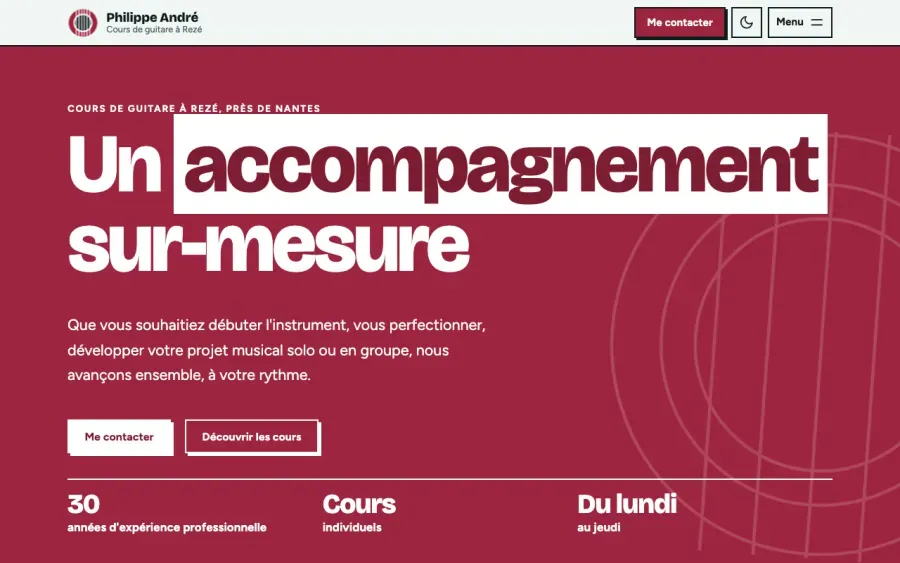 Philippe André
Cours de guitare à Rezé
Me contacter
Menu
COURS DE GUITARE À REZÉ, PRÈS DE NANTES
Un accompagnement
sur-mesure
Que vous souhaitiez débuter l'instrument, vous perfectionner,
développer votre projet musical solo ou en groupe, nous
avançons ensemble, à votre rythme.
Me contacter
Découvrir les cours
30
années d'expérience professionnelle
Cours
individuels
Du lundi
au jeudi